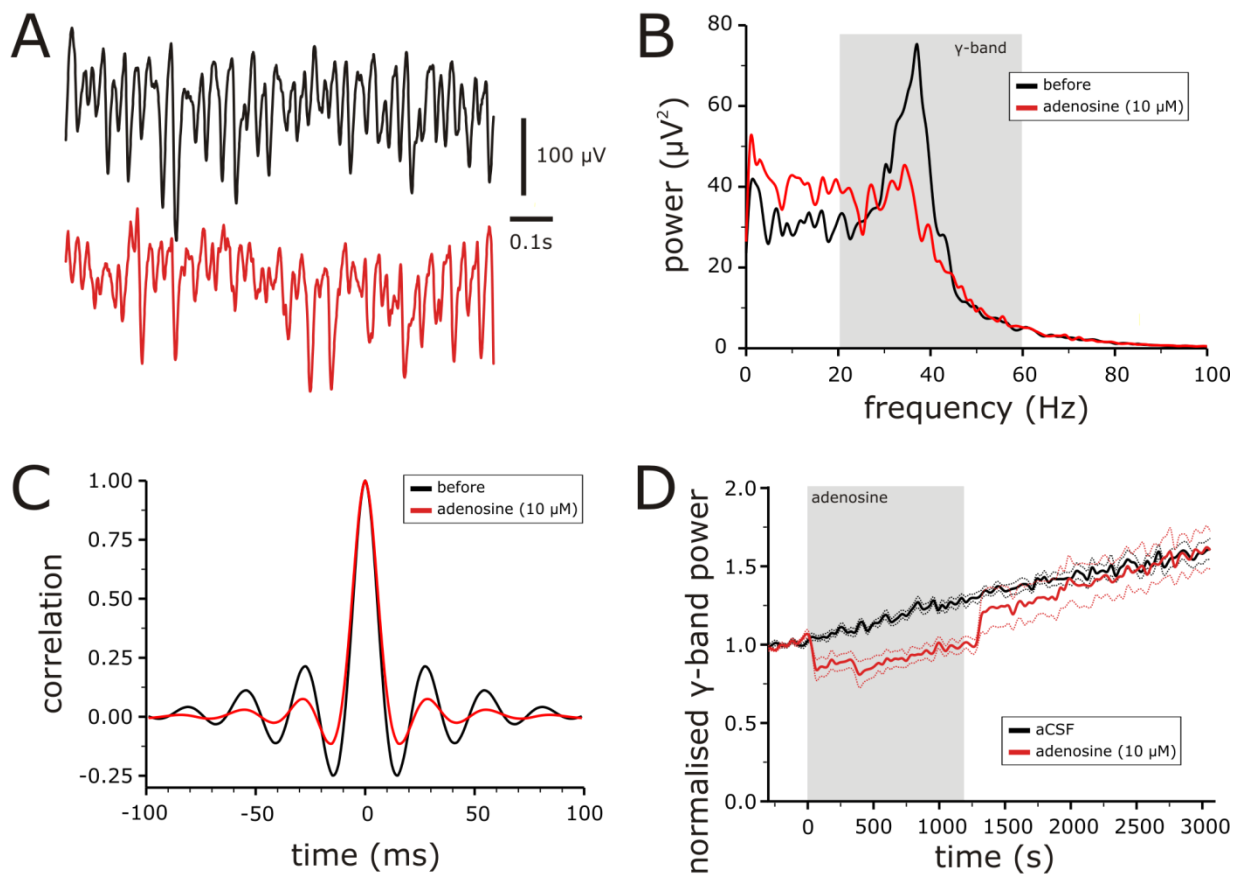 A
100 µV
0.1s
B
γ-band
before
adenosine (10 µM)
power (µV²)
80
60
40
20
0
0 20 40 60 80 100
frequency (Hz)
C
before
adenosine (10 µM)
correlation
1.00
0.75
0.50
0.25
0.00
-0.25
-100 -50 0 50 100
time (ms)
D
adenosine
normalised γ-band power
2.0
1.5
1.0
0.5
0.0
aCSF
adenosine (10 µM)
0 500 1000 1500 2000 2500 3000
time (s)